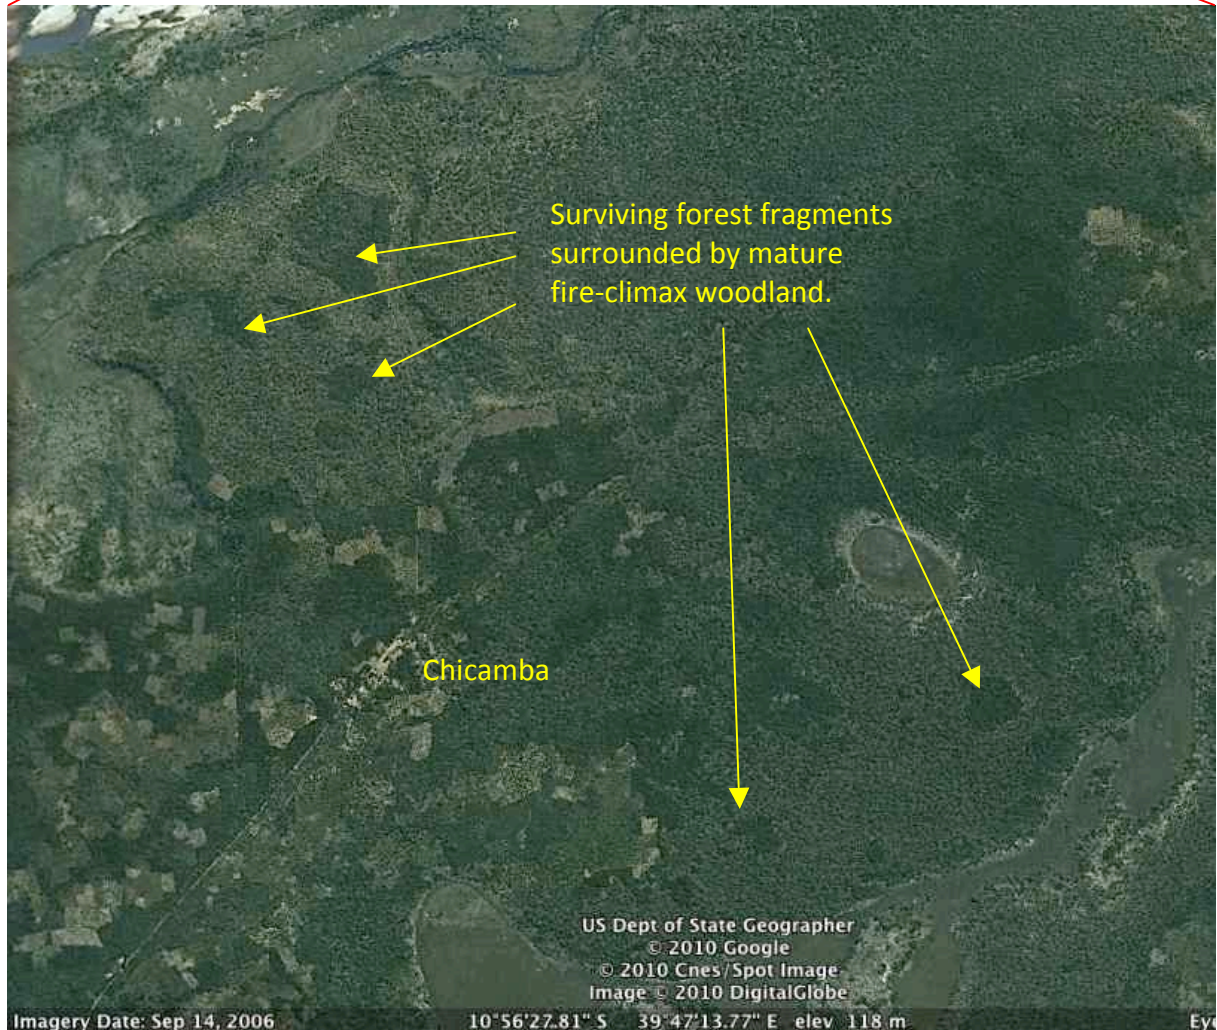 Surviving forest fragments
surrounded by mature
fire-climax woodland.
Chicamba
US Dept of State Geographer
© 2010 Google
© 2010 Cnes/Spot Image
Image © 2010 DigitalGlobe
Imagery Date: Sep 14, 2006 10°56'27.81" S 39°47'13.77" E elev 118 m Eye